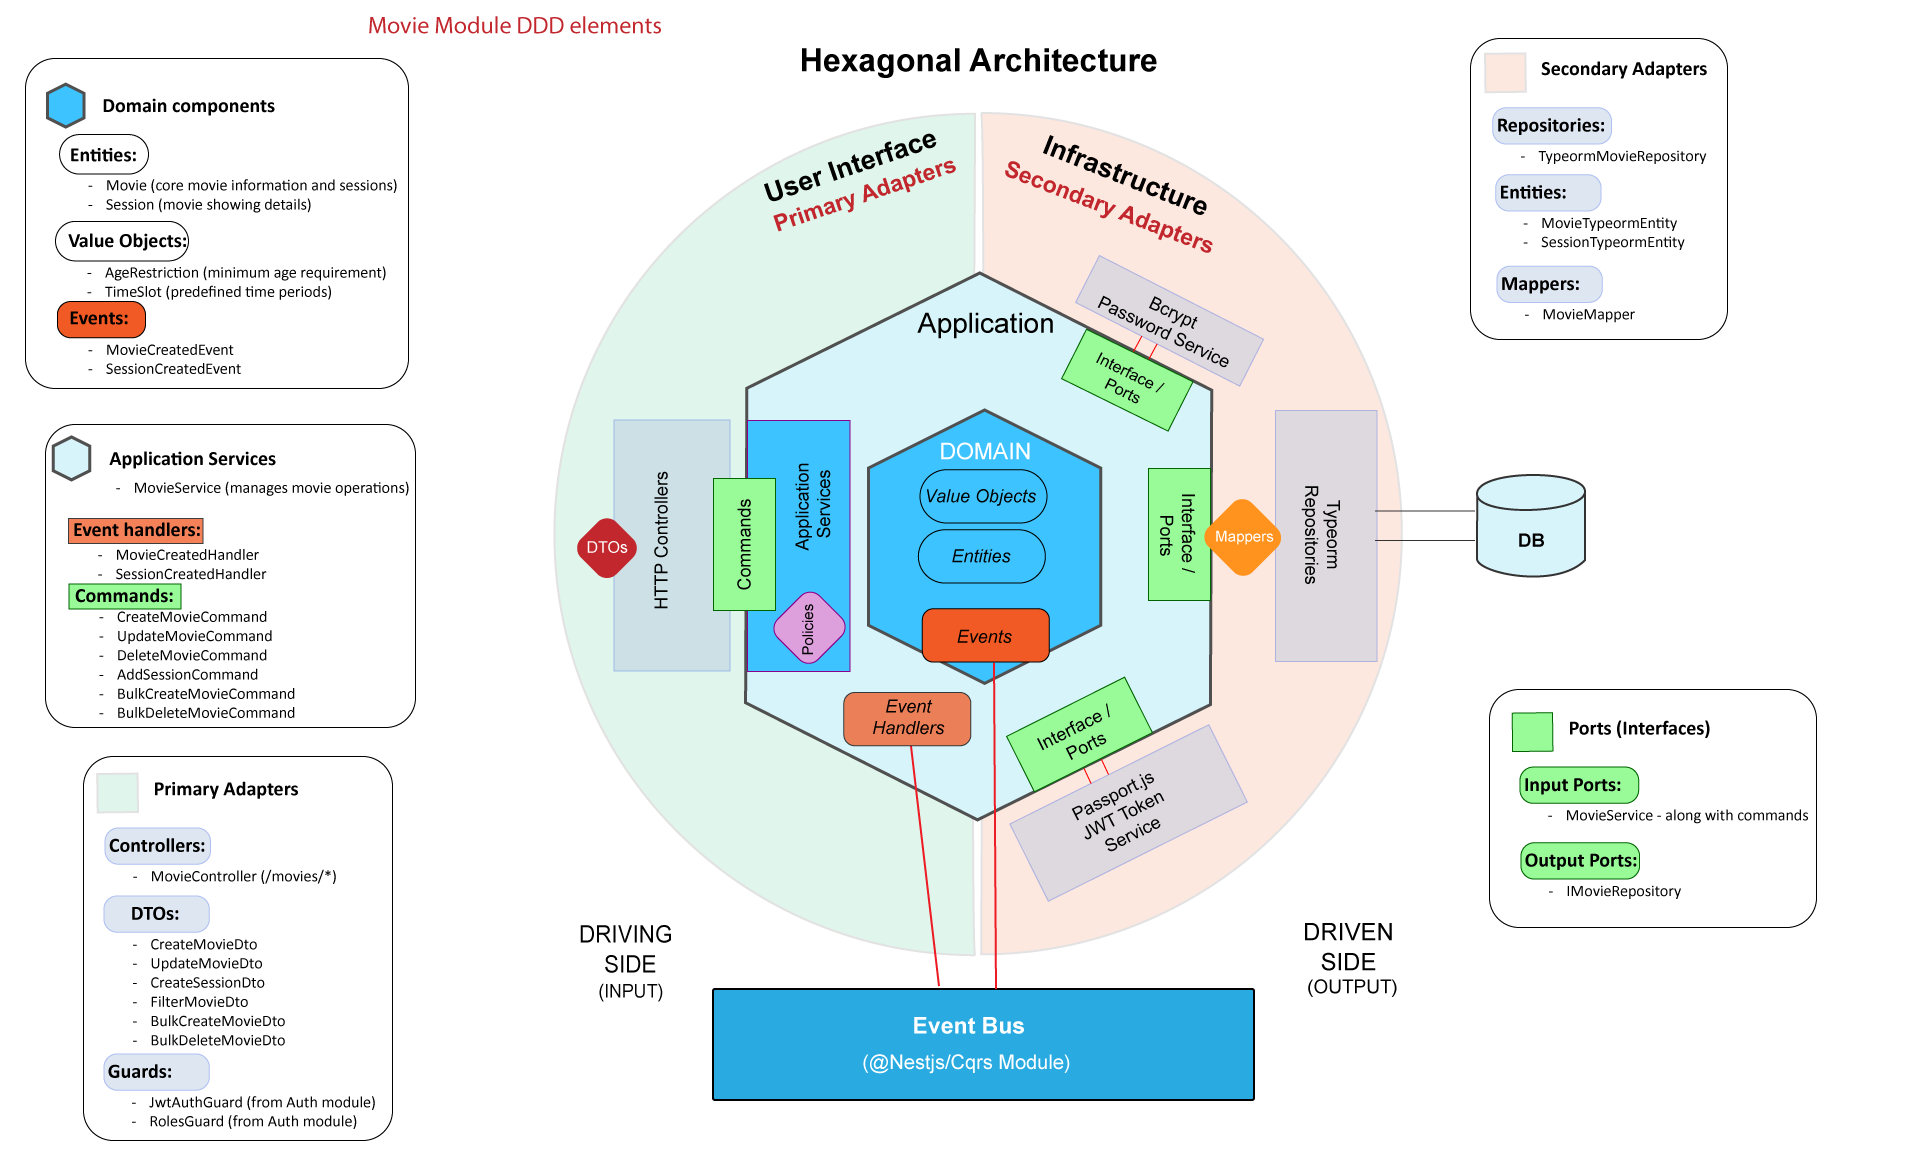 Movie Module DDD elements
Hexagonal Architecture
Domain components
Entities:
- Movie (core movie information and sessions)
- Session (movie showing details)
Value Objects:
- AgeRestriction (minimum age requirement)
- TimeSlot (predefined time periods)
Events:
- MovieCreatedEvent
- SessionCreatedEvent
Application Services
- MovieService (manages movie operations)
Event handlers:
- MovieCreatedHandler
- SessionCreatedHandler
Commands:
- CreateMovieCommand
- UpdateMovieCommand
- DeleteMovieCommand
- AddSessionCommand
- BulkCreateMovieCommand
- BulkDeleteMovieCommand
Primary Adapters
Controllers:
- MovieController (/movies/*)
DTOs:
- CreateMovieDto
- UpdateMovieDto
- CreateSessionDto
- FilterMovieDto
- BulkCreateMovieDto
- BulkDeleteMovieDto
Guards:
- JwtAuthGuard (from Auth module)
- RolesGuard (from Auth module)
User Interface
Primary Adapters
Infrastructure
Secondary Adapters
Application
Bcrypt
Password Service
Interface /
Ports
DTOs
HTTP Controllers
Commands
Application
Services
Policies
DOMAIN
Value Objects
Entities
Events
Event
Handlers
Interface /
Ports
Mappers
Typeorm
Repositories
DB
Interface /
Ports
Passport.js
JWT Token
Service
DRIVING
SIDE
(INPUT)
DRIVEN
SIDE
(OUTPUT)
Event Bus
(@Nestjs/Cqrs Module)
Secondary Adapters
Repositories:
- TypeormMovieRepository
Entities:
- MovieTypeormEntity
- SessionTypeormEntity
Mappers:
- MovieMapper
Ports (Interfaces)
Input Ports:
- MovieService - along with commands
Output Ports:
- IMovieRepository